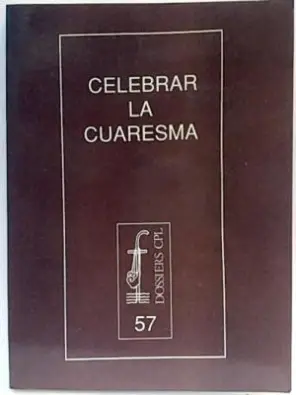 CELEBRAR
LA
CUARESMA
DOSSIERS CPL
57